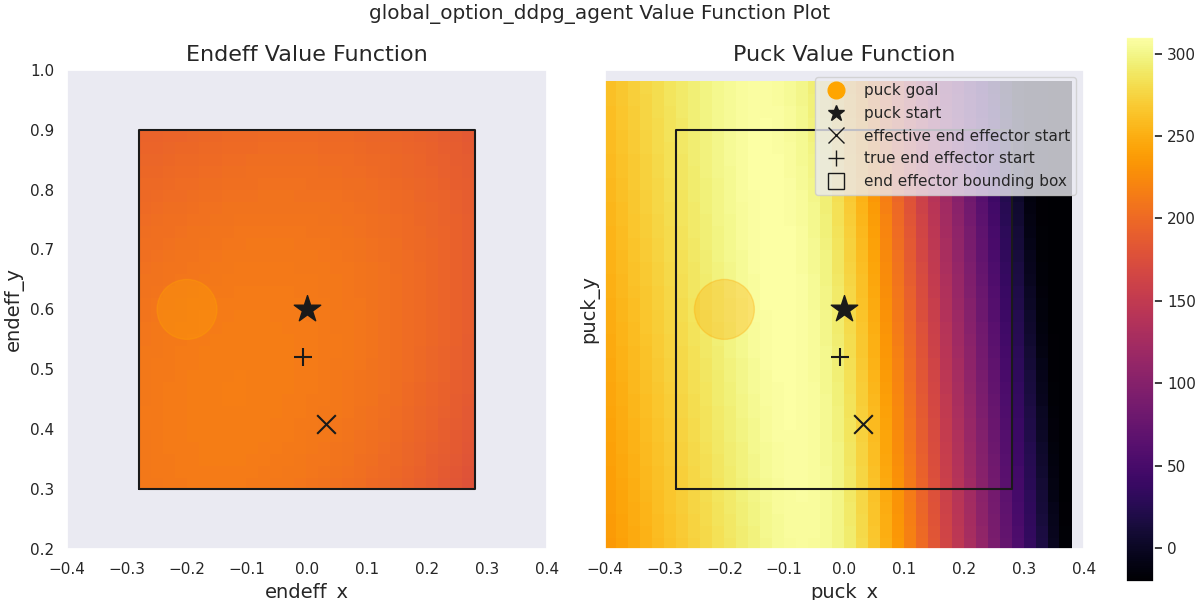 global_option_ddpg_agent Value Function Plot
Endeff Value Function
1.0
0.9
0.8
0.7
0.6
0.5
0.4
0.3
0.2
endeff_y
−0.4 −0.3 −0.2 −0.1 0.0 0.1 0.2 0.3 0.4
endeff_x
Puck Value Function
puck goal
puck start
effective end effector start
true end effector start
end effector bounding box
puck_y
−0.4 −0.3 −0.2 −0.1 0.0 0.1 0.2 0.3 0.4
puck_x
300
250
200
150
100
50
0